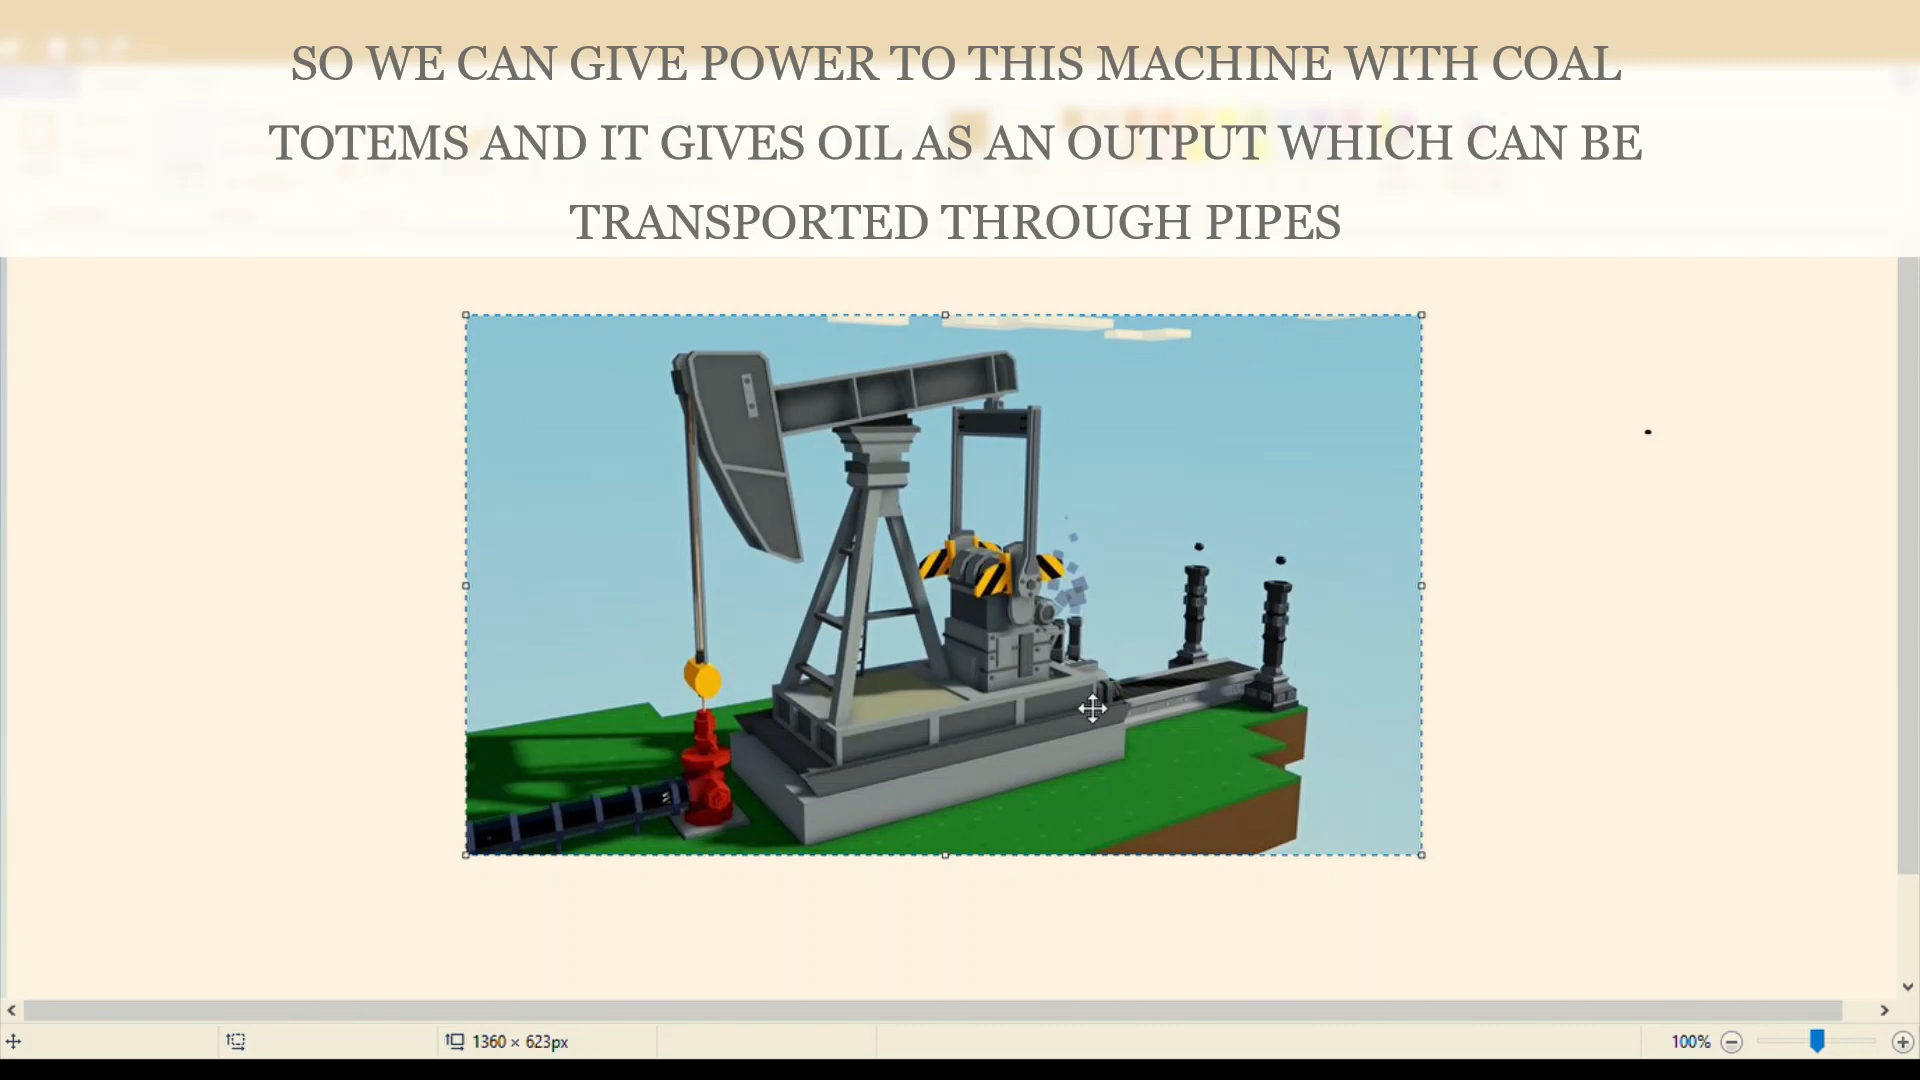 SO WE CAN GIVE POWER TO THIS MACHINE WITH COAL
TOTEMS AND IT GIVES OIL AS AN OUTPUT WHICH CAN BE
TRANSPORTED THROUGH PIPES
1360 × 623px
100%